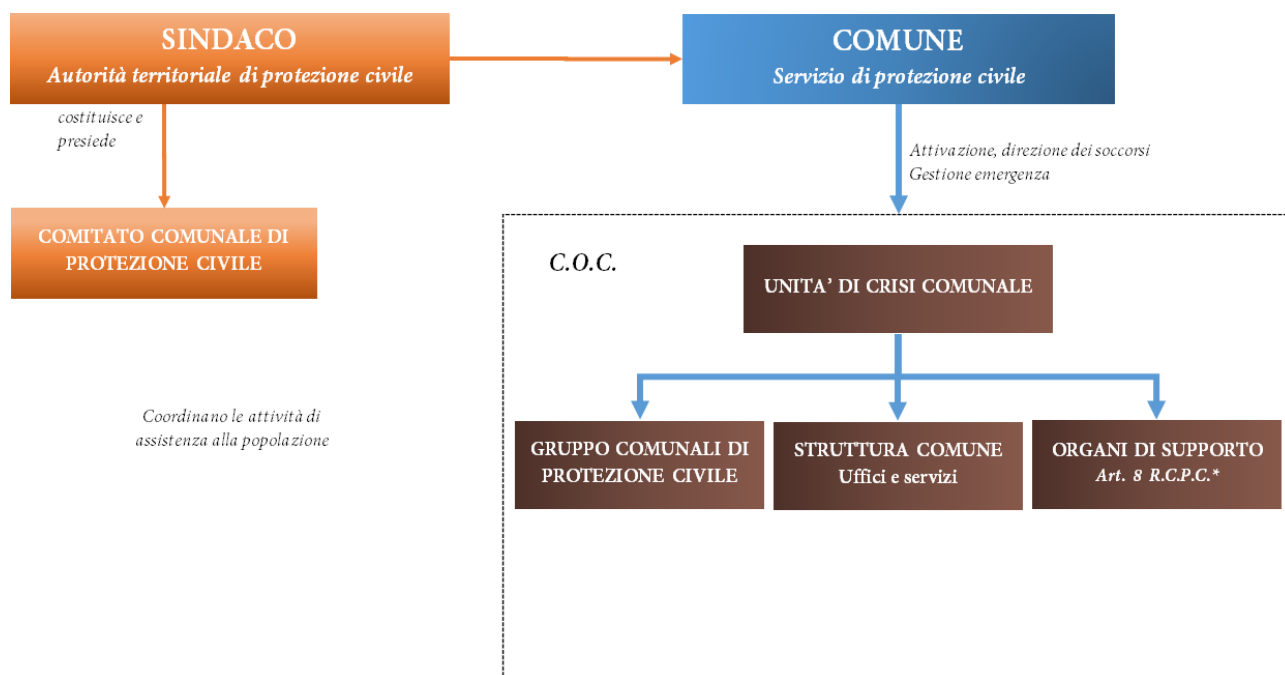 SINDACO
Autorità territoriale di protezione civile
COMUNE
Servizio di protezione civile
costituisce e
presiede
Attivazione, direzione dei soccorsi
Gestione emergenza
COMITATO COMUNALE DI
PROTEZIONE CIVILE
C.O.C.
UNITA’ DI CRISI COMUNALE
Coordinano le attività di
assistenza alla popolazione
GRUPPO COMUNALI DI
PROTEZIONE CIVILE
STRUTTURA COMUNE
Uffici e servizi
ORGANI DI SUPPORTO
Art. 8 R.C.P.C.*